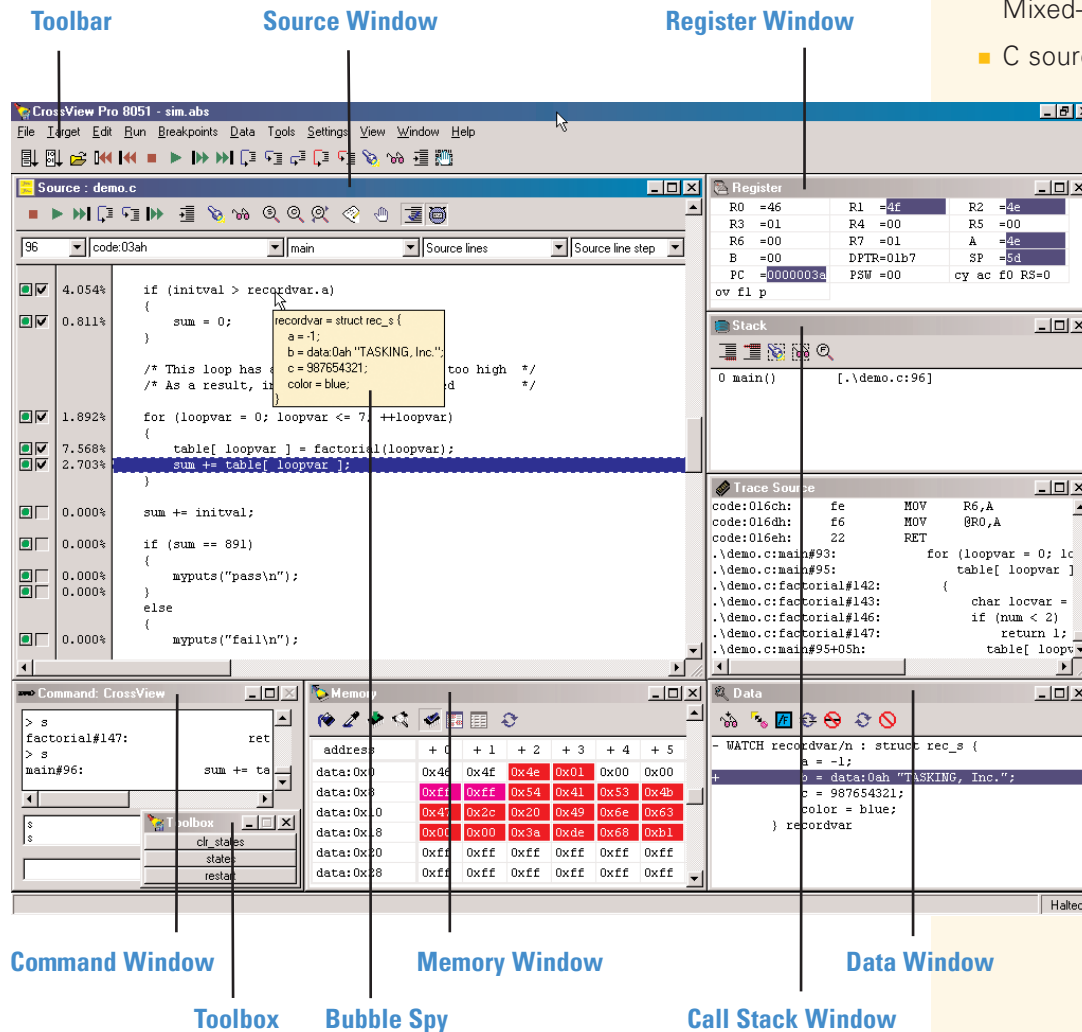 Toolbar
Source Window
Register Window
Mixed-
C sourc
CrossView Pro 8051 - sim.abs
File Target Edit Run Breakpoints Data Tools Settings View Window Help
Source : demo.c
96 code:03ah main Source lines Source line step
4.054% if (initval > recordvar.a)
{
0.811% sum = 0;
}
/* This loop has a too high */
/* As a result, in d */
1.892% for (loopvar = 0; loopvar <= 7; ++loopvar)
{
7.568% table[ loopvar ] = factorial(loopvar);
2.703% sum += table[ loopvar ];
}
0.000% sum += initval;
0.000% if (sum == 891)
{
0.000% myputs("pass\n");
0.000% }
else
{
0.000% myputs("fail\n");
recordvar = struct rec_s {
a = -1;
b = data:0ah "TASKING, Inc.";
c = 987654321;
color = blue;
}
Register
R0 =46 R1 =4f R2 =4e
R3 =01 R4 =00 R5 =00
R6 =00 R7 =01 A =4e
B =00 DPTR=01b7 SP =5d
PC =0000003a PSW =00 cy ac f0 RS=0
ov f1 p
Stack
0 main() [.\demo.c:96]
Trace Source
code:016ch: fe MOV R6,A
code:016dh: f6 MOV @R0,A
code:016eh: 22 RET
.\demo.c:main#93: for (loopvar = 0; lo
.\demo.c:main#95: table[ loopvar ]
.\demo.c:factorial#142: {
.\demo.c:factorial#143: char locvar =
.\demo.c:factorial#146: if (num < 2)
.\demo.c:factorial#147: return 1;
.\demo.c:main#95+05h: table[ loopv
Command: CrossView
> s
factorial#147: ret
> s
main#96: sum += ta
s
s
Toolbox
clr_states
states
restart
Memory
address + 0 + 1 + 2 + 3 + 4 + 5
data:0x0 0x46 0x4f 0x4e 0x01 0x00 0x00
data:0x8 0xff 0xff 0x54 0x41 0x53 0x4b
data:0x10 0x47 0x2c 0x20 0x49 0x6e 0x63
data:0x18 0x00 0x00 0x3a 0xde 0x68 0xb1
data:0x20 0xff 0xff 0xff 0xff 0xff 0xff
data:0x28 0xff 0xff 0xff 0xff 0xff 0xff
Data
- WATCH recordvar/n : struct rec_s {
a = -1;
+ b = data:0ah "TASKING, Inc.";
c = 987654321;
color = blue;
} recordvar
Halted
Command Window
Memory Window
Data Window
Toolbox
Bubble Spy
Call Stack Window